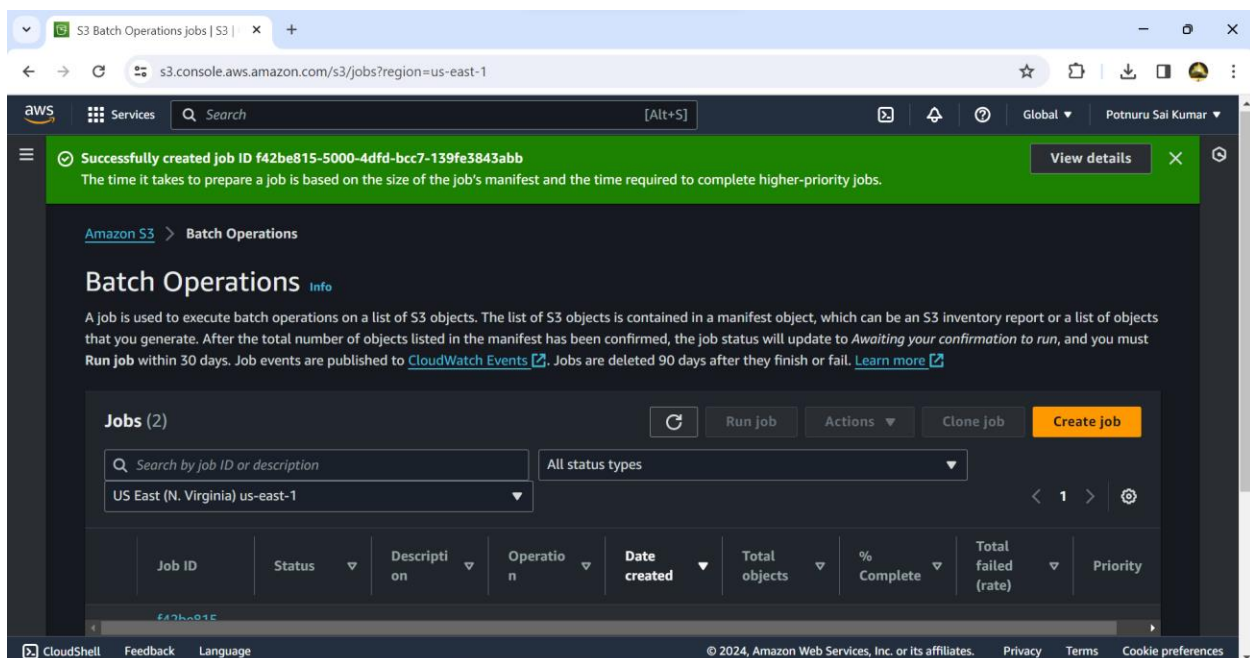 S3 Batch Operations jobs | S3 |
s3.console.aws.amazon.com/s3/jobs?region=us-east-1
aws Services Search [Alt+S] Global Potnuru Sai Kumar
Successfully created job ID f42be815-5000-4dfd-bcc7-139fe3843abb
View details
The time it takes to prepare a job is based on the size of the job's manifest and the time required to complete higher-priority jobs.
Amazon S3 > Batch Operations
Batch Operations Info
A job is used to execute batch operations on a list of S3 objects. The list of S3 objects is contained in a manifest object, which can be an S3 inventory report or a list of objects
that you generate. After the total number of objects listed in the manifest has been confirmed, the job status will update to Awaiting your confirmation to run, and you must
Run job within 30 days. Job events are published to CloudWatch Events. Jobs are deleted 90 days after they finish or fail. Learn more
Jobs (2) Run job Actions Clone job Create job
Search by job ID or description All status types
US East (N. Virginia) us-east-1 < 1 >
Job ID Status Descripti
on Operatio
n Date
created Total
objects %
Complete Total
failed
(rate) Priority
f42be815
CloudShell Feedback Language © 2024, Amazon Web Services, Inc. or its affiliates. Privacy Terms Cookie preferences